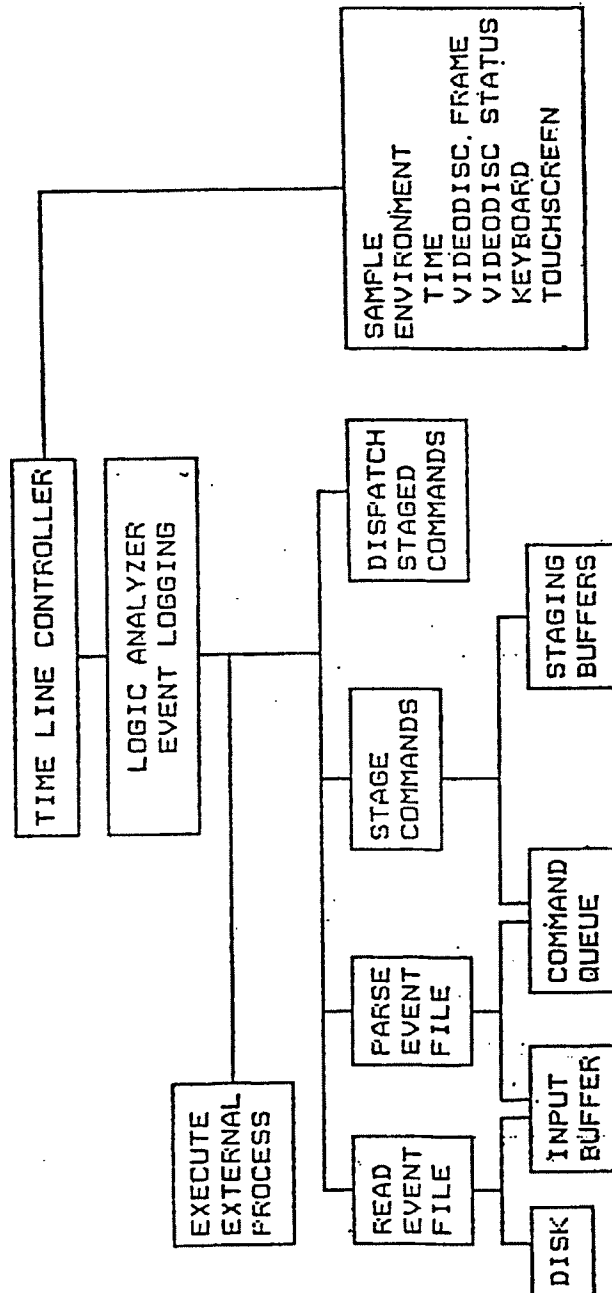 TIME LINE CONTROLLER
LOGIC ANALYZER
EVENT LOGGING
EXECUTE
EXTERNAL
PROCESS
READ
EVENT
FILE
PARSE
EVENT
FILE
STAGE
COMMANDS
DISPATCH
STAGED
COMMANDS
SAMPLE
ENVIRONMENT
TIME
VIDEODISC FRAME
VIDEODISC STATUS
KEYBOARD
TOUCHSCREEN
DISK
INPUT
BUFFER
COMMAND
QUEUE
STAGING
BUFFERS